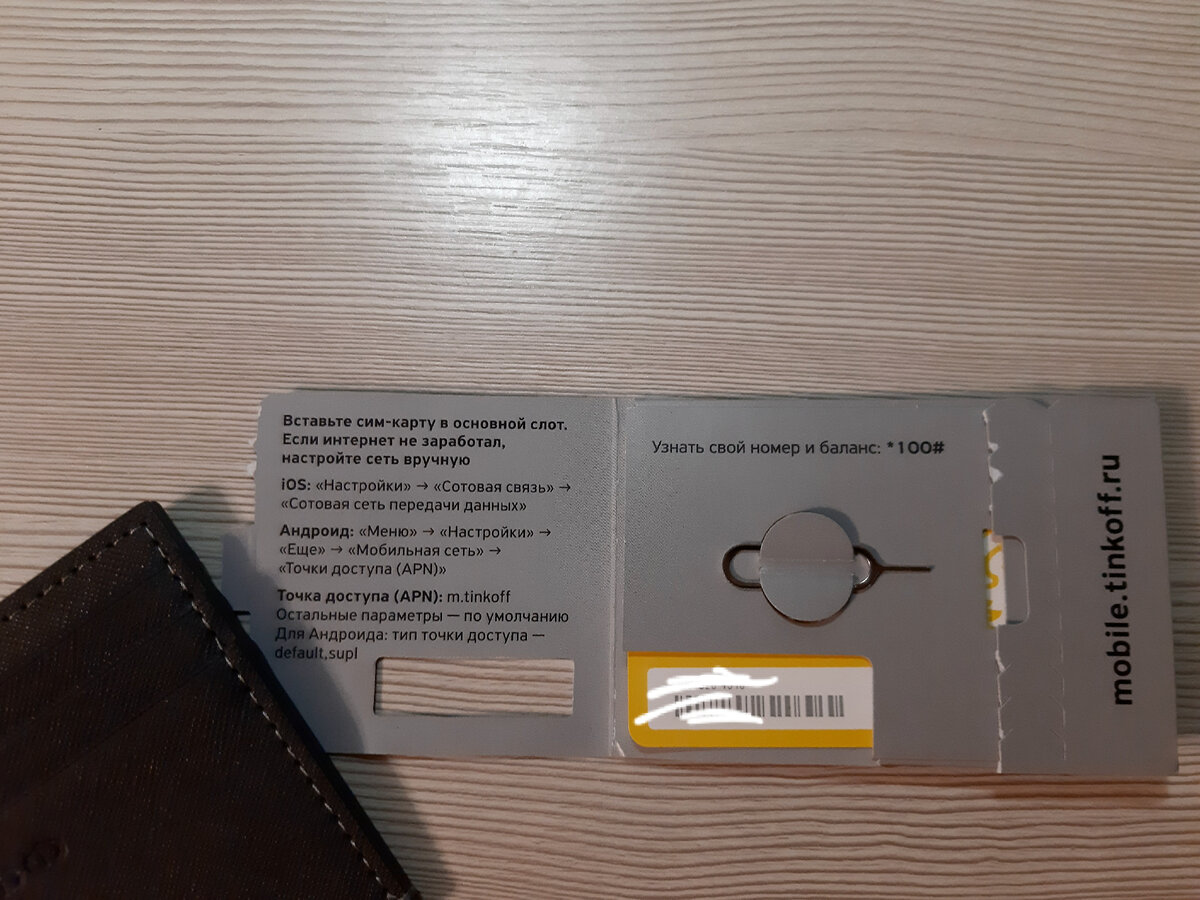 Вставьте сим-карту в основной слот.
Если интернет не заработал,
настройте сеть вручную
iOS: «Настройки» → «Сотовая связь» →
«Сотовая сеть передачи данных»
Андроид: «Меню» → «Настройки» →
«Еще» → «Мобильная сеть» →
«Точки доступа (APN)»
Точка доступа (APN): m.tinkoff
Остальные параметры — по умолчанию
Для Андроида: тип точки доступа —
default,supl
Узнать свой номер и баланс: *100#
mobile.tinkoff.ru